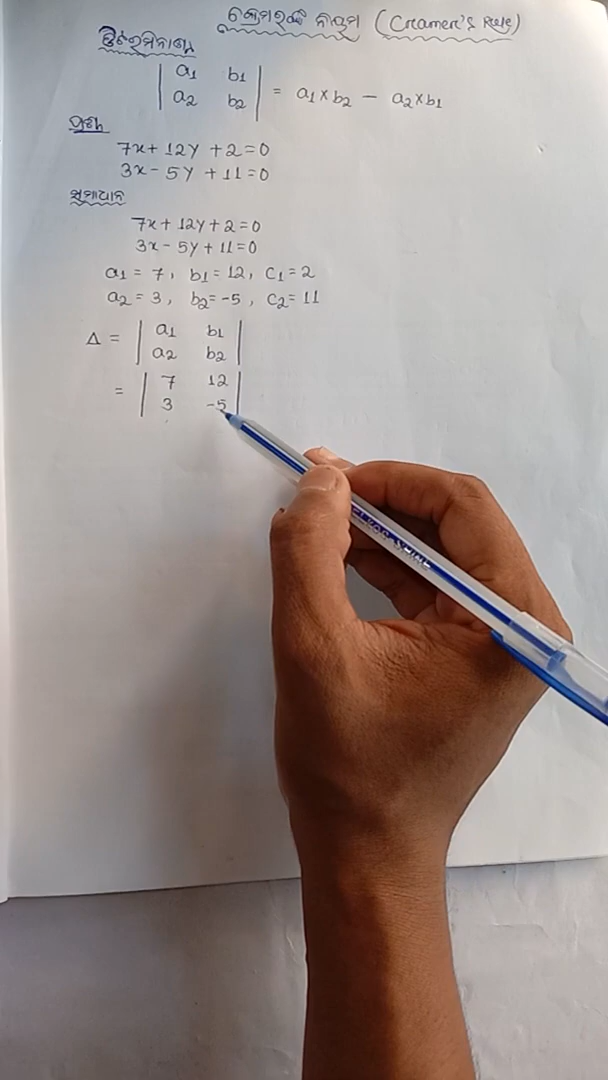 କ୍ରେମରଙ୍କ ନିୟମ (Cramer's Rule)
ଡିଟରମିନାଣ୍ଟ
| a₁ b₁ |
| a₂ b₂ | = a₁×b₂ − a₂×b₁
ପ୍ରଶ୍ନ
7x + 12y + 2 = 0
3x − 5y + 11 = 0
ସମାଧାନ
7x + 12y + 2 = 0
3x − 5y + 11 = 0
a₁ = 7, b₁ = 12, c₁ = 2
a₂ = 3, b₂ = −5, c₂ = 11
Δ = | a₁ b₁ |
| a₂ b₂ |
= | 7 12 |
| 3 −5 |